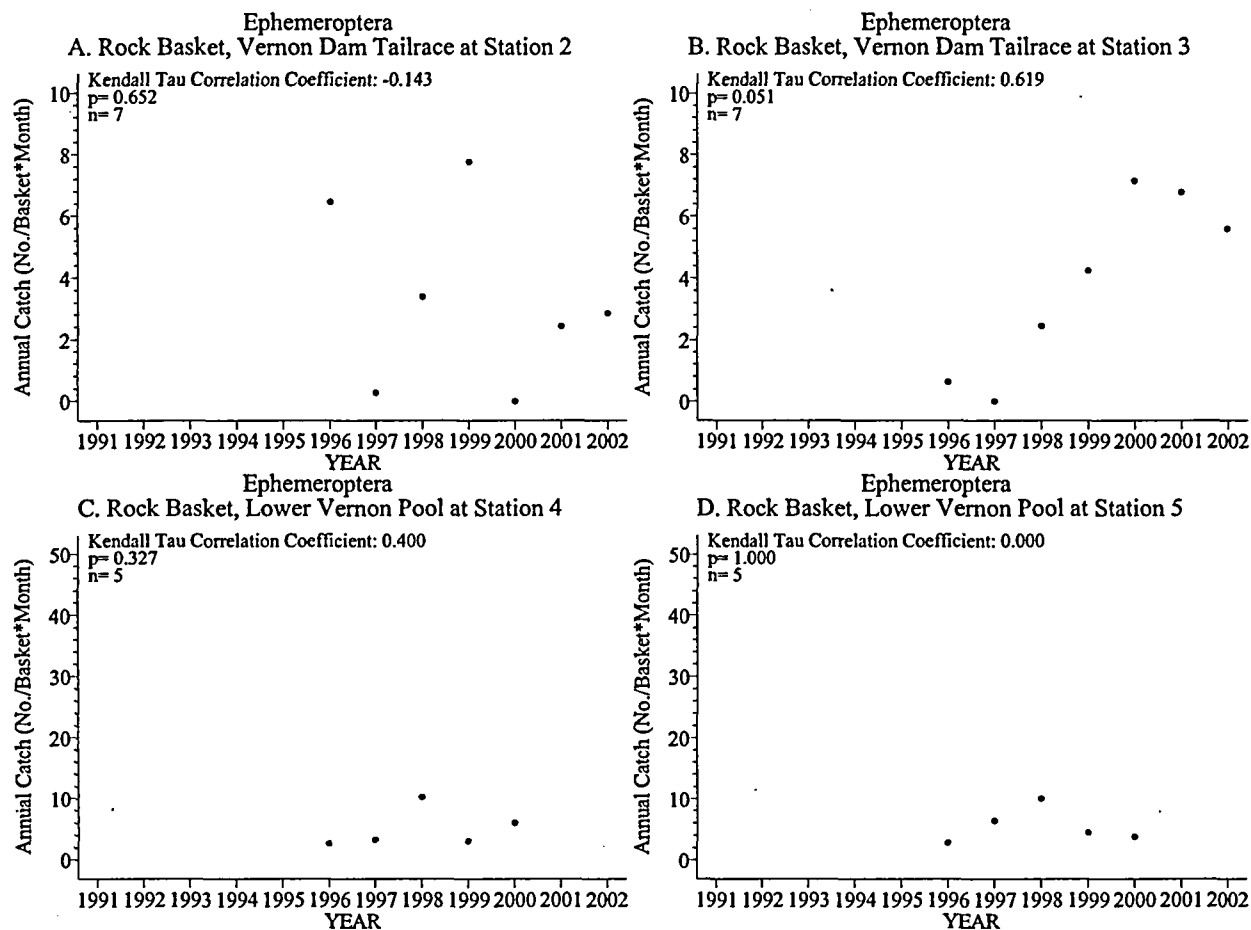 Ephemeroptera
A. Rock Basket, Vernon Dam Tailrace at Station 2
Kendall Tau Correlation Coefficient: -0.143
p= 0.652
n= 7
Annual Catch (No./Basket*Month)
10
8
6
4
2
0
1991 1992 1993 1994 1995 1996 1997 1998 1999 2000 2001 2002
YEAR
Ephemeroptera
B. Rock Basket, Vernon Dam Tailrace at Station 3
Kendall Tau Correlation Coefficient: 0.619
p= 0.051
n= 7
Annual Catch (No./Basket*Month)
10
8
6
4
2
0
1991 1992 1993 1994 1995 1996 1997 1998 1999 2000 2001 2002
YEAR
Ephemeroptera
C. Rock Basket, Lower Vernon Pool at Station 4
Kendall Tau Correlation Coefficient: 0.400
p= 0.327
n= 5
Annual Catch (No./Basket*Month)
50
40
30
20
10
0
1991 1992 1993 1994 1995 1996 1997 1998 1999 2000 2001 2002
YEAR
Ephemeroptera
D. Rock Basket, Lower Vernon Pool at Station 5
Kendall Tau Correlation Coefficient: 0.000
p= 1.000
n= 5
Annual Catch (No./Basket*Month)
50
40
30
20
10
0
1991 1992 1993 1994 1995 1996 1997 1998 1999 2000 2001 2002
YEAR